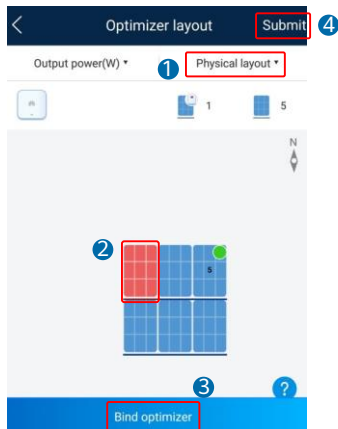 Optimizer layout Submit 4
Output power(W) 1 Physical layout
1 5
N
2
5
3
?
Bind optimizer